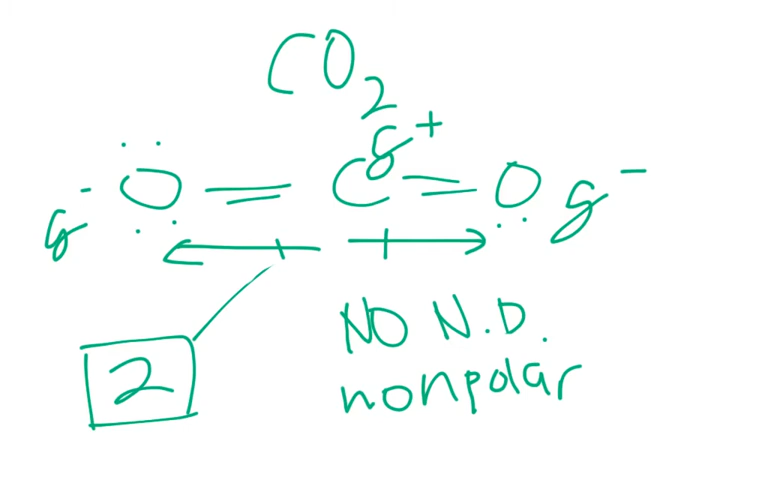 CO2
δ- O = C δ+ = O δ-
2
NO N.D.
nonpolar